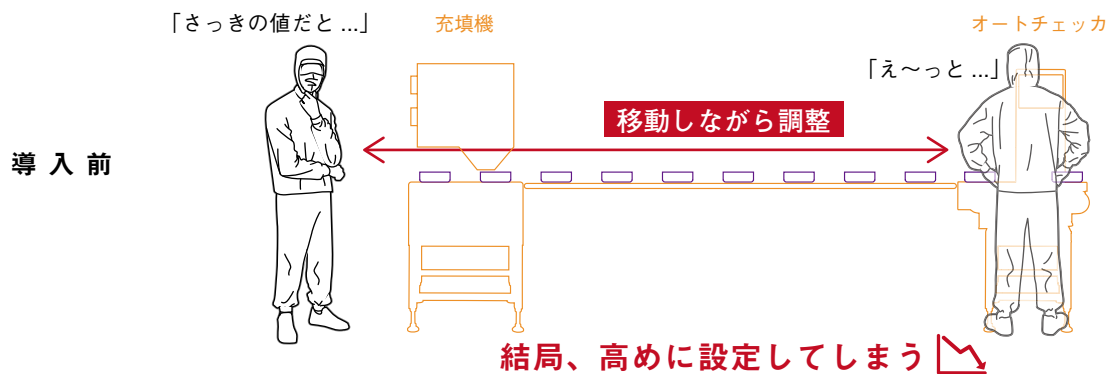 「さっきの値だと...」
充填機
オートチェッカ
「え～っと...」
移動しながら調整
導入前
結局、高めに設定してしまう